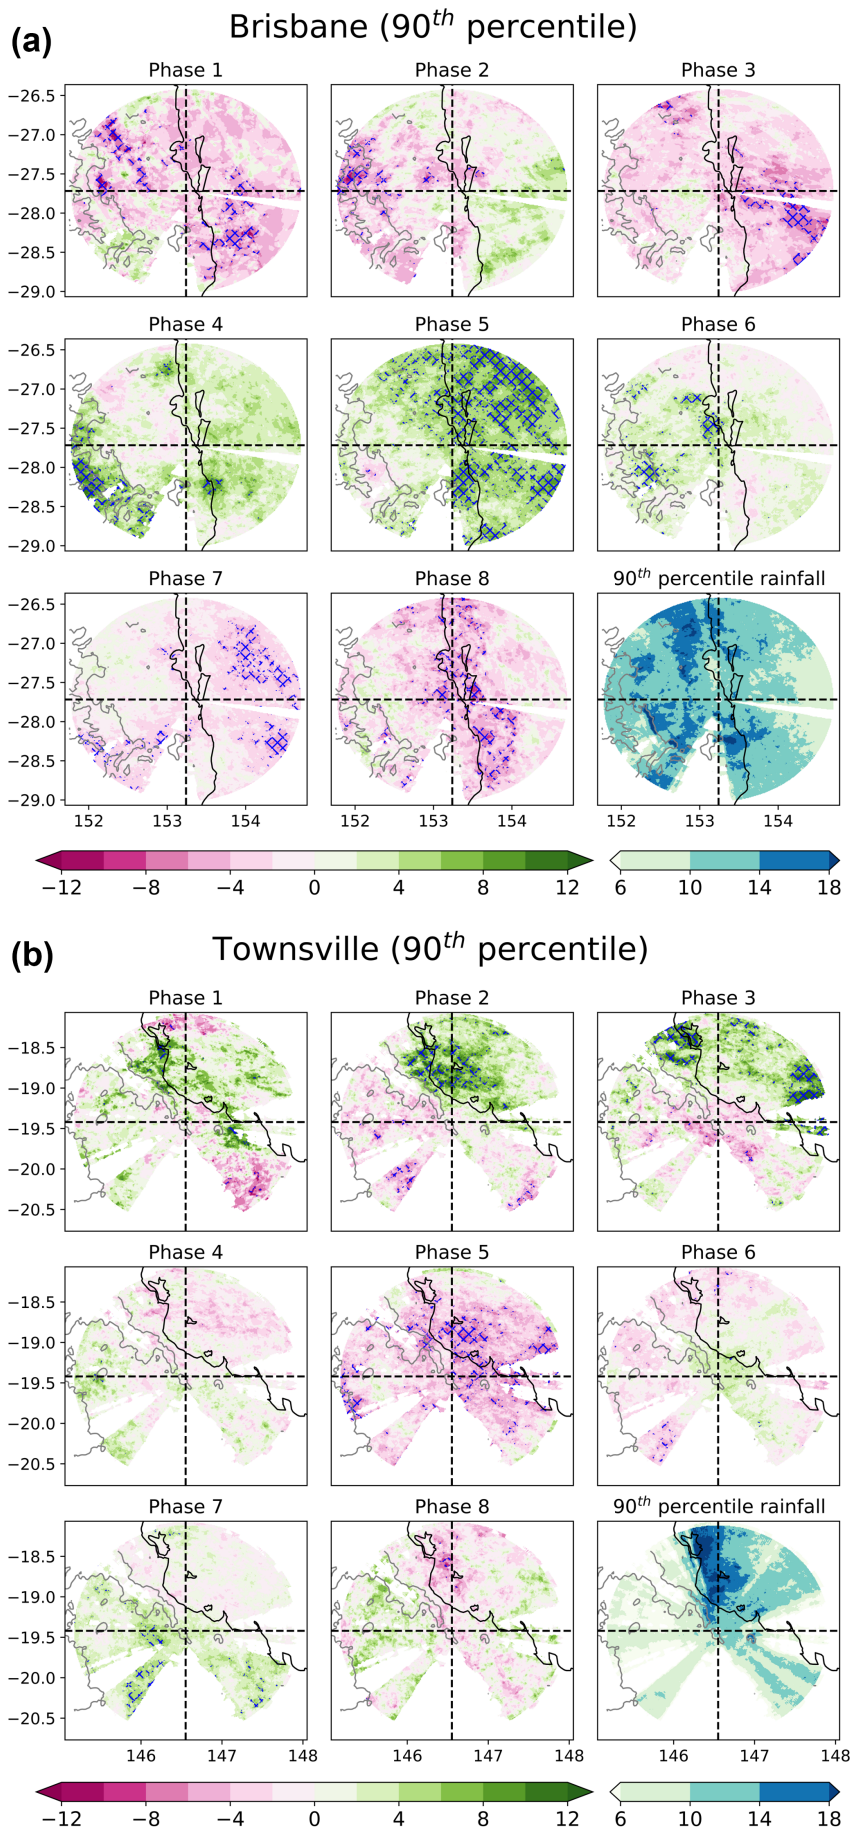 (a)
Brisbane (90th percentile)
Phase 1
Phase 2
Phase 3
−26.5
−27.0
−27.5
−28.0
−28.5
−29.0
Phase 4
Phase 5
Phase 6
−26.5
−27.0
−27.5
−28.0
−28.5
−29.0
Phase 7
Phase 8
90th percentile rainfall
−26.5
−27.0
−27.5
−28.0
−28.5
−29.0
152 153 154
152 153 154
152 153 154
−12 −8 −4 0 4 8 12
6 10 14 18
(b)
Townsville (90th percentile)
Phase 1
Phase 2
Phase 3
−18.5
−19.0
−19.5
−20.0
−20.5
Phase 4
Phase 5
Phase 6
−18.5
−19.0
−19.5
−20.0
−20.5
Phase 7
Phase 8
90th percentile rainfall
−18.5
−19.0
−19.5
−20.0
−20.5
146 147 148
146 147 148
146 147 148
−12 −8 −4 0 4 8 12
6 10 14 18